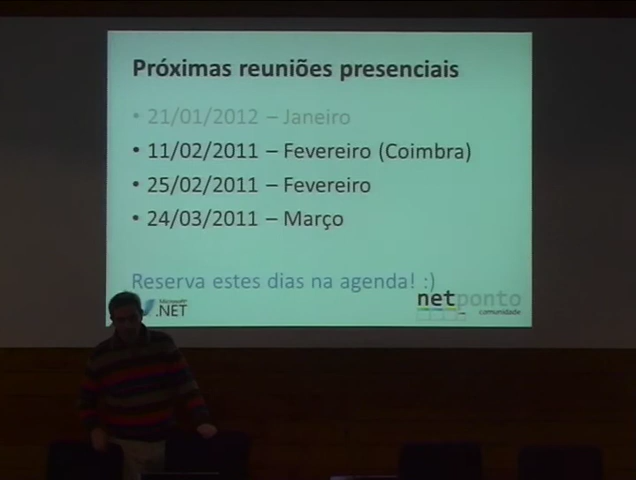 Próximas reuniões presenciais
• 21/01/2012 – Janeiro
• 11/02/2011 – Fevereiro (Coimbra)
• 25/02/2011 – Fevereiro
• 24/03/2011 – Março
Reserva estes dias na agenda! :)
Microsoft
.NET
netponto
comunidade